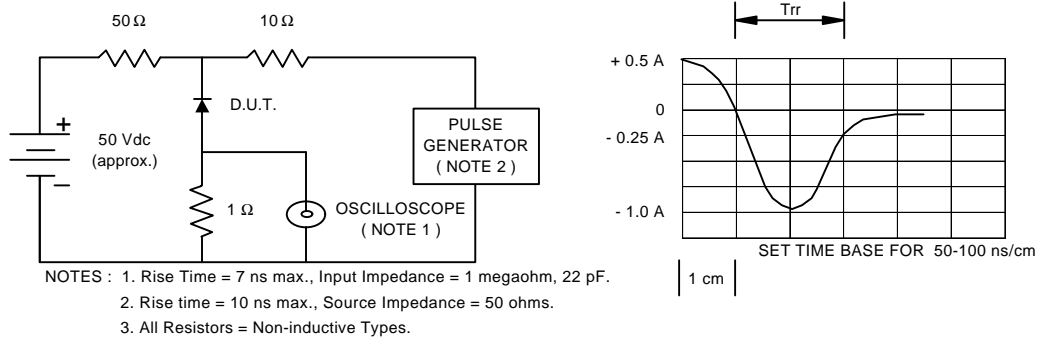 50 Ω
10 Ω
+
50 Vdc
(approx.)
−
D.U.T.
1 Ω
OSCILLOSCOPE
( NOTE 1 )
PULSE
GENERATOR
( NOTE 2 )
NOTES : 1. Rise Time = 7 ns max., Input Impedance = 1 megaohm, 22 pF.
2. Rise time = 10 ns max., Source Impedance = 50 ohms.
3. All Resistors = Non-inductive Types.
Trr
+ 0.5 A
0
- 0.25 A
- 1.0 A
SET TIME BASE FOR 50-100 ns/cm
1 cm